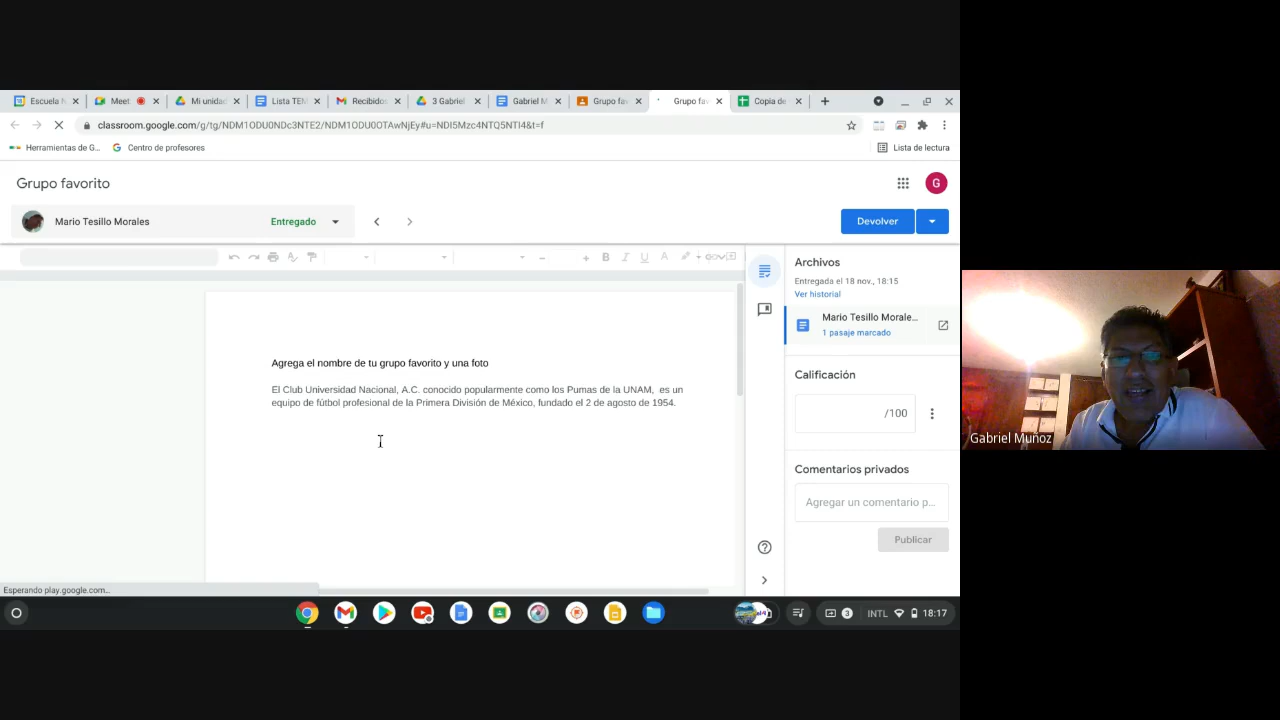 Escuela N
Meet
Mi unidad
Lista TEM
Recibidos
3 Gabriel
Gabriel M
Grupo fav
Grupo fav
Copia de
classroom.google.com/g/tg/NDM1ODU0NDc3NTE2/NDM1ODU0OTAwNjEy#u=NDI5Mzc4NTQ5NTI4&t=f
Herramientas de G...
Centro de profesores
Lista de lectura
Grupo favorito
G
Mario Tesillo Morales
Entregado
Devolver
Archivos
Entregada el 18 nov., 18:15
Ver historial
Mario Tesillo Morale...
1 pasaje marcado
Agrega el nombre de tu grupo favorito y una foto
El Club Universidad Nacional, A.C. conocido popularmente como los Pumas de la UNAM, es un
equipo de fútbol profesional de la Primera División de México, fundado el 2 de agosto de 1954.
Calificación
/100
Comentarios privados
Agregar un comentario p...
Publicar
Esperando play.google.com...
3
INTL
18:17
Gabriel Muñoz